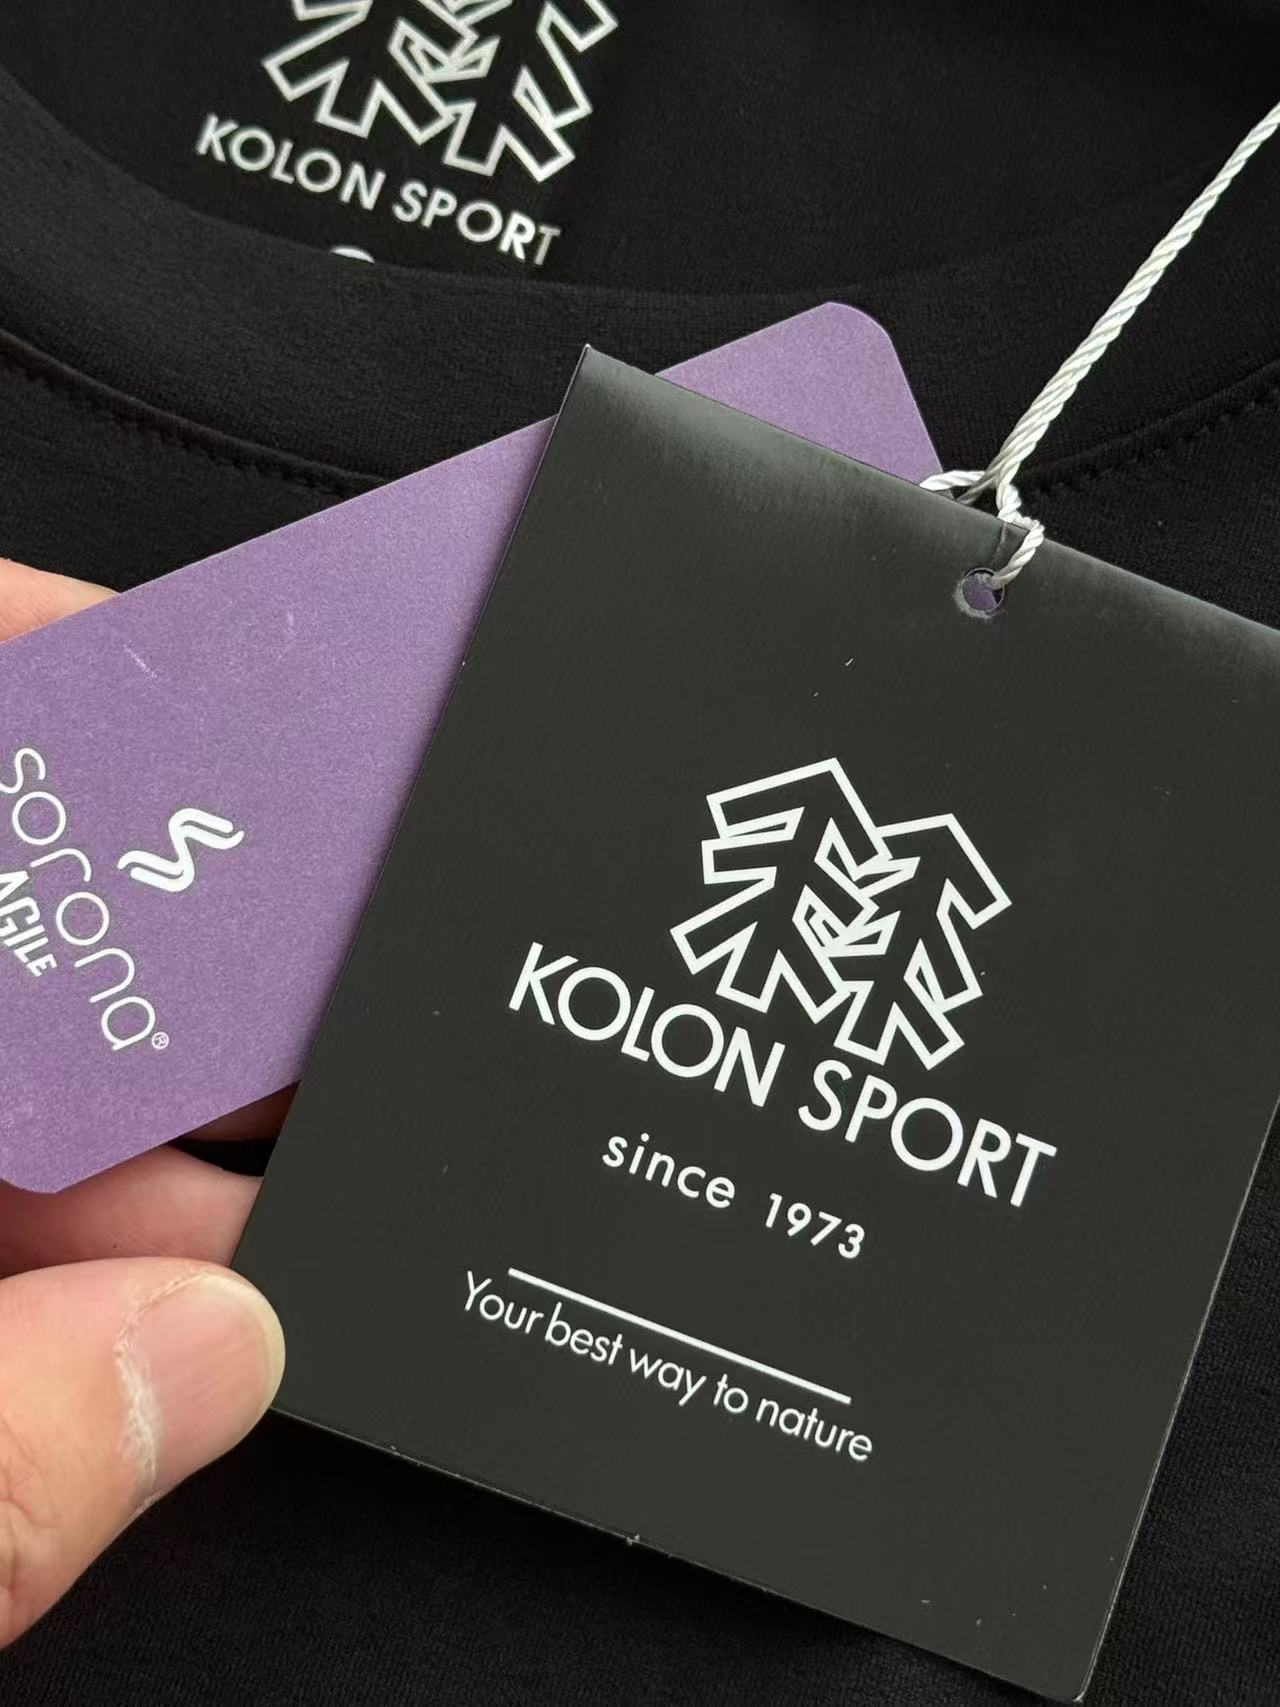 KOLON SPORT
sorona®
AGILE
KOLON SPORT
since 1973
Your best way to nature